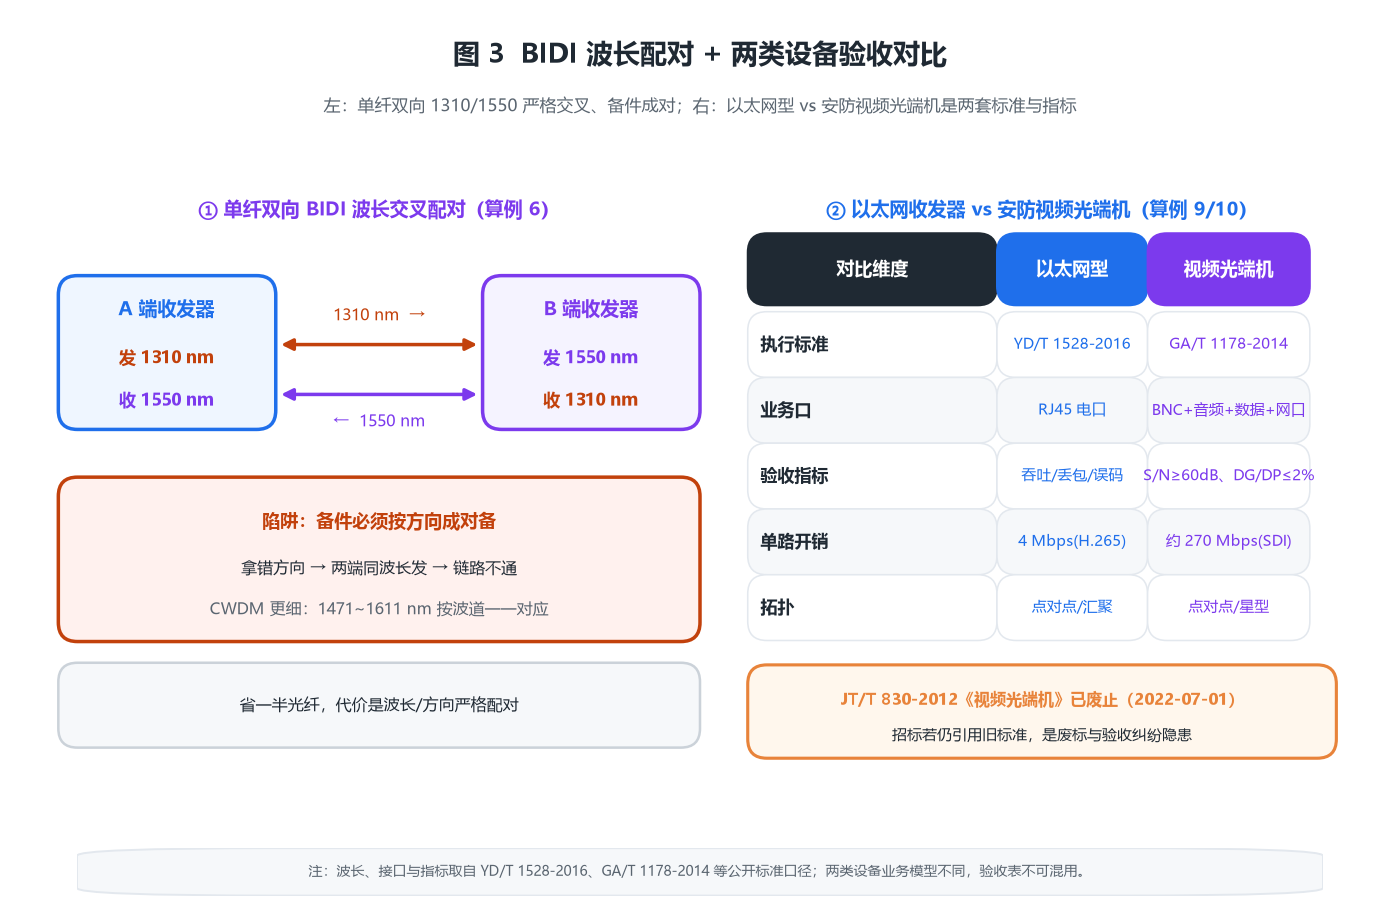 图 3 BIDI 波长配对 + 两类设备验收对比
左：单纤双向 1310/1550 严格交叉、备件成对；右：以太网型 vs 安防视频光端机是两套标准与指标
① 单纤双向 BIDI 波长交叉配对（算例 6）
A 端收发器
发 1310 nm
收 1550 nm
1310 nm →
← 1550 nm
B 端收发器
发 1550 nm
收 1310 nm
陷阱：备件必须按方向成对备
拿错方向 → 两端同波长发 → 链路不通
CWDM 更细：1471~1611 nm 按波道一一对应
省一半光纤，代价是波长/方向严格配对
② 以太网收发器 vs 安防视频光端机（算例 9/10）
对比维度 以太网型 视频光端机
执行标准 YD/T 1528-2016 GA/T 1178-2014
业务口 RJ45 电口 BNC+音频+数据+网口
验收指标 吞吐/丢包/误码 S/N≥60dB、DG/DP≤2%
单路开销 4 Mbps(H.265) 约 270 Mbps(SDI)
拓扑 点对点/汇聚 点对点/星型
JT/T 830-2012《视频光端机》已废止（2022-07-01）
招标若仍引用旧标准，是废标与验收纠纷隐患
注：波长、接口与指标取自 YD/T 1528-2016、GA/T 1178-2014 等公开标准口径；两类设备业务模型不同，验收表不可混用。